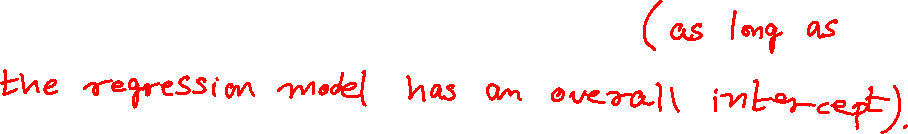 (as long as
the regression model has an overall intercept).